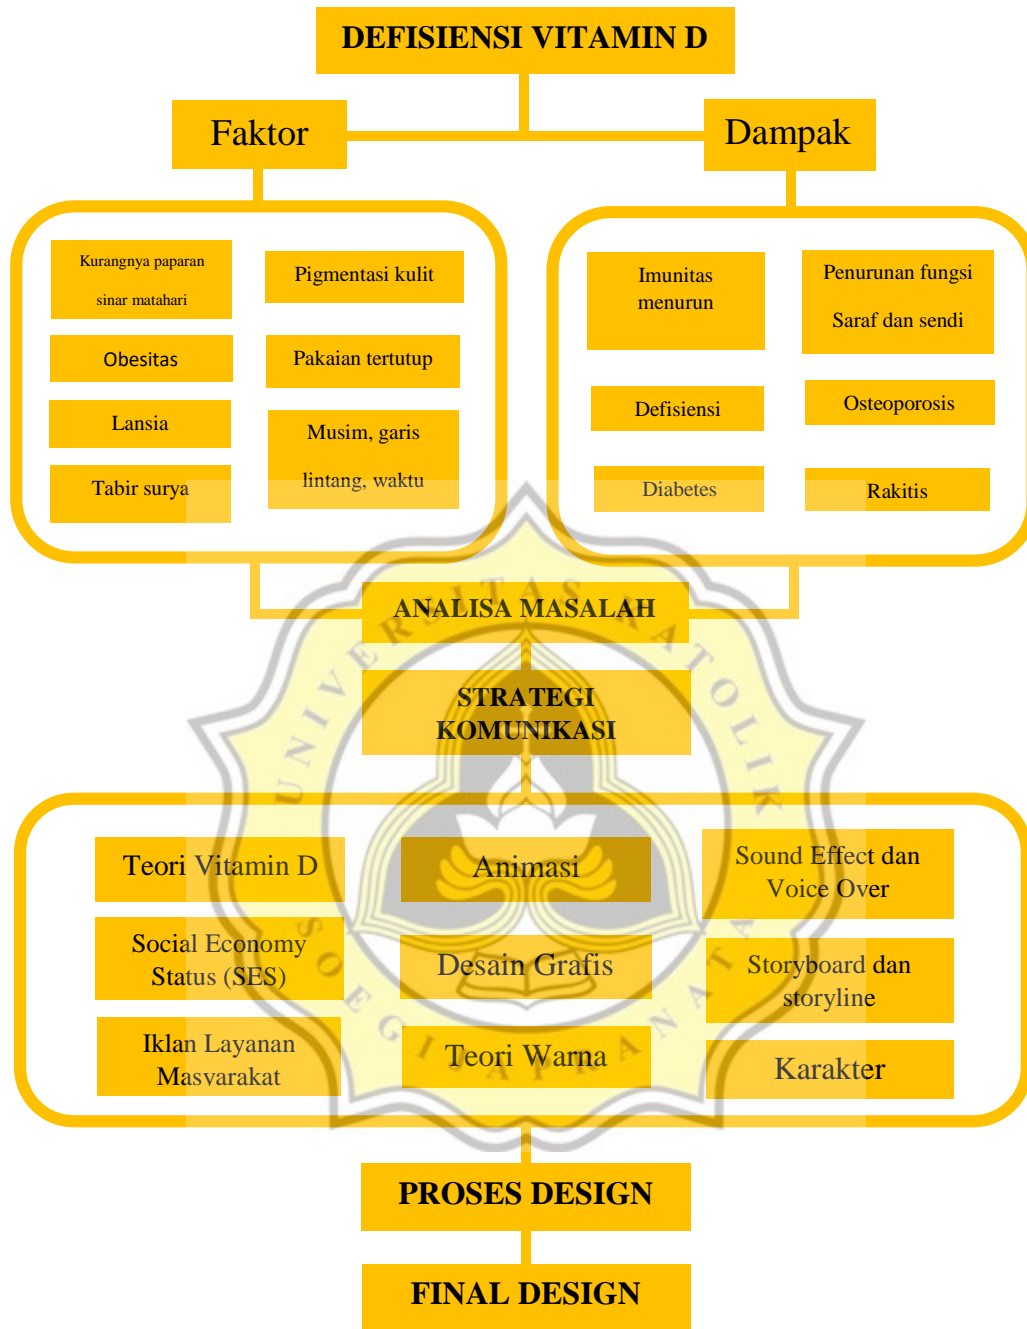 DEFISIENSI VITAMIN D
Faktor
Dampak
Kurangnya paparan
sinar matahari
Pigmentasi kulit
Obesitas
Pakaian tertutup
Lansia
Musim, garis
lintang, waktu
Tabir surya
Imunitas
menurun
Penurunan fungsi
Saraf dan sendi
Defisiensi
Osteoporosis
Diabetes
Rakitis
ANALISA MASALAH
STRATEGI
KOMUNIKASI
Teori Vitamin D
Animasi
Sound Effect dan
Voice Over
Social Economy
Status (SES)
Desain Grafis
Storyboard dan
storyline
Iklan Layanan
Masyarakat
Teori Warna
Karakter
PROSES DESIGN
FINAL DESIGN
UNIVERSITAS KATOLIK
SOEGIJAPRANATA